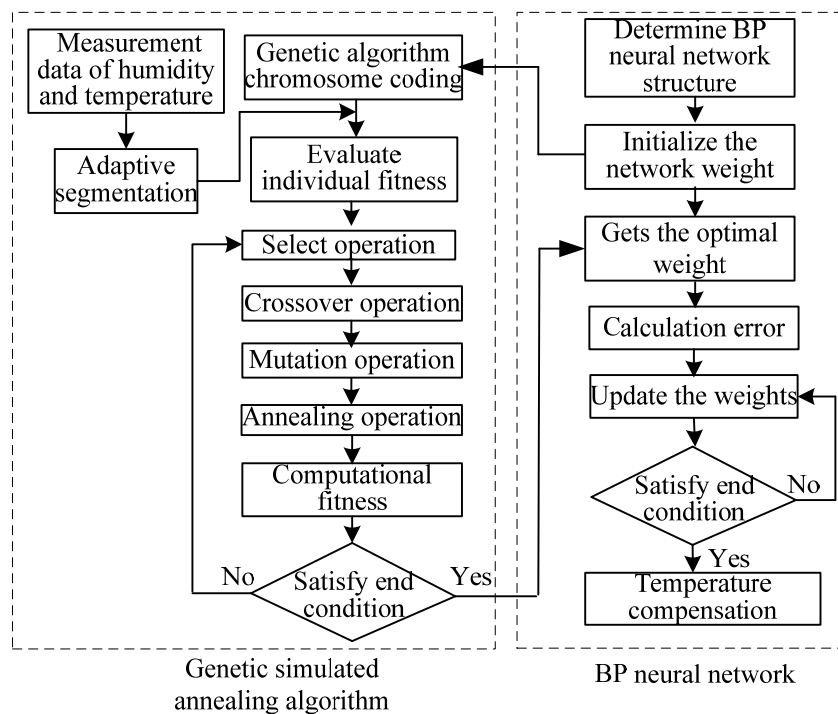 Measurement
data of humidity
and temperature
Adaptive
segmentation
Genetic algorithm
chromosome coding
Evaluate
individual fitness
Select operation
Crossover operation
Mutation operation
Annealing operation
Computational
fitness
Satisfy end
condition
No
Yes
Genetic simulated
annealing algorithm
Determine BP
neural network
structure
Initialize the
network weight
Gets the optimal
weight
Calculation error
Update the weights
Satisfy end
condition
No
Yes
Temperature
compensation
BP neural network